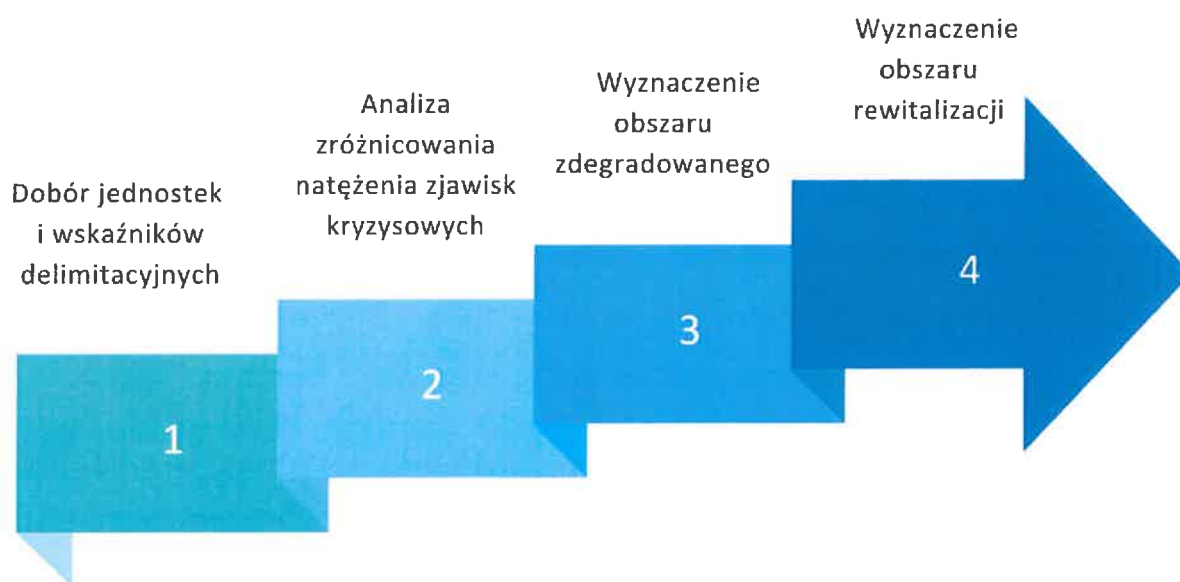 Dobór jednostek
i wskaźników
delimitacyjnych
1
Analiza
zróżnicowania
natężenia zjawisk
kryzysowych
2
Wyznaczenie
obszaru
zdegradowanego
3
Wyznaczenie
obszaru
rewitalizacji
4